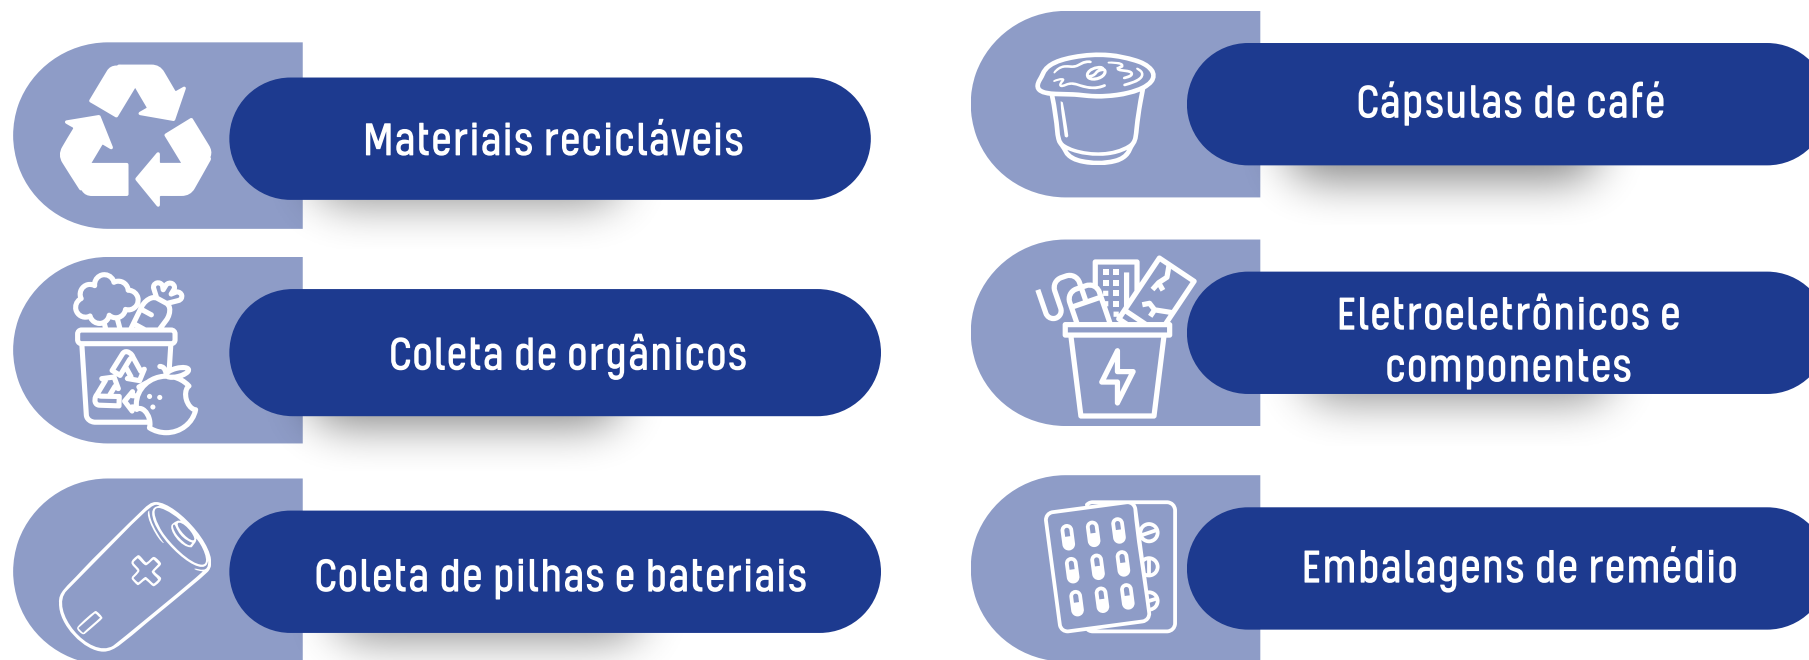 Materiais recicláveis
Coleta de orgânicos
Coleta de pilhas e bateriais
Cápsulas de café
Eletroeletrônicos e
componentes
Embalagens de remédio